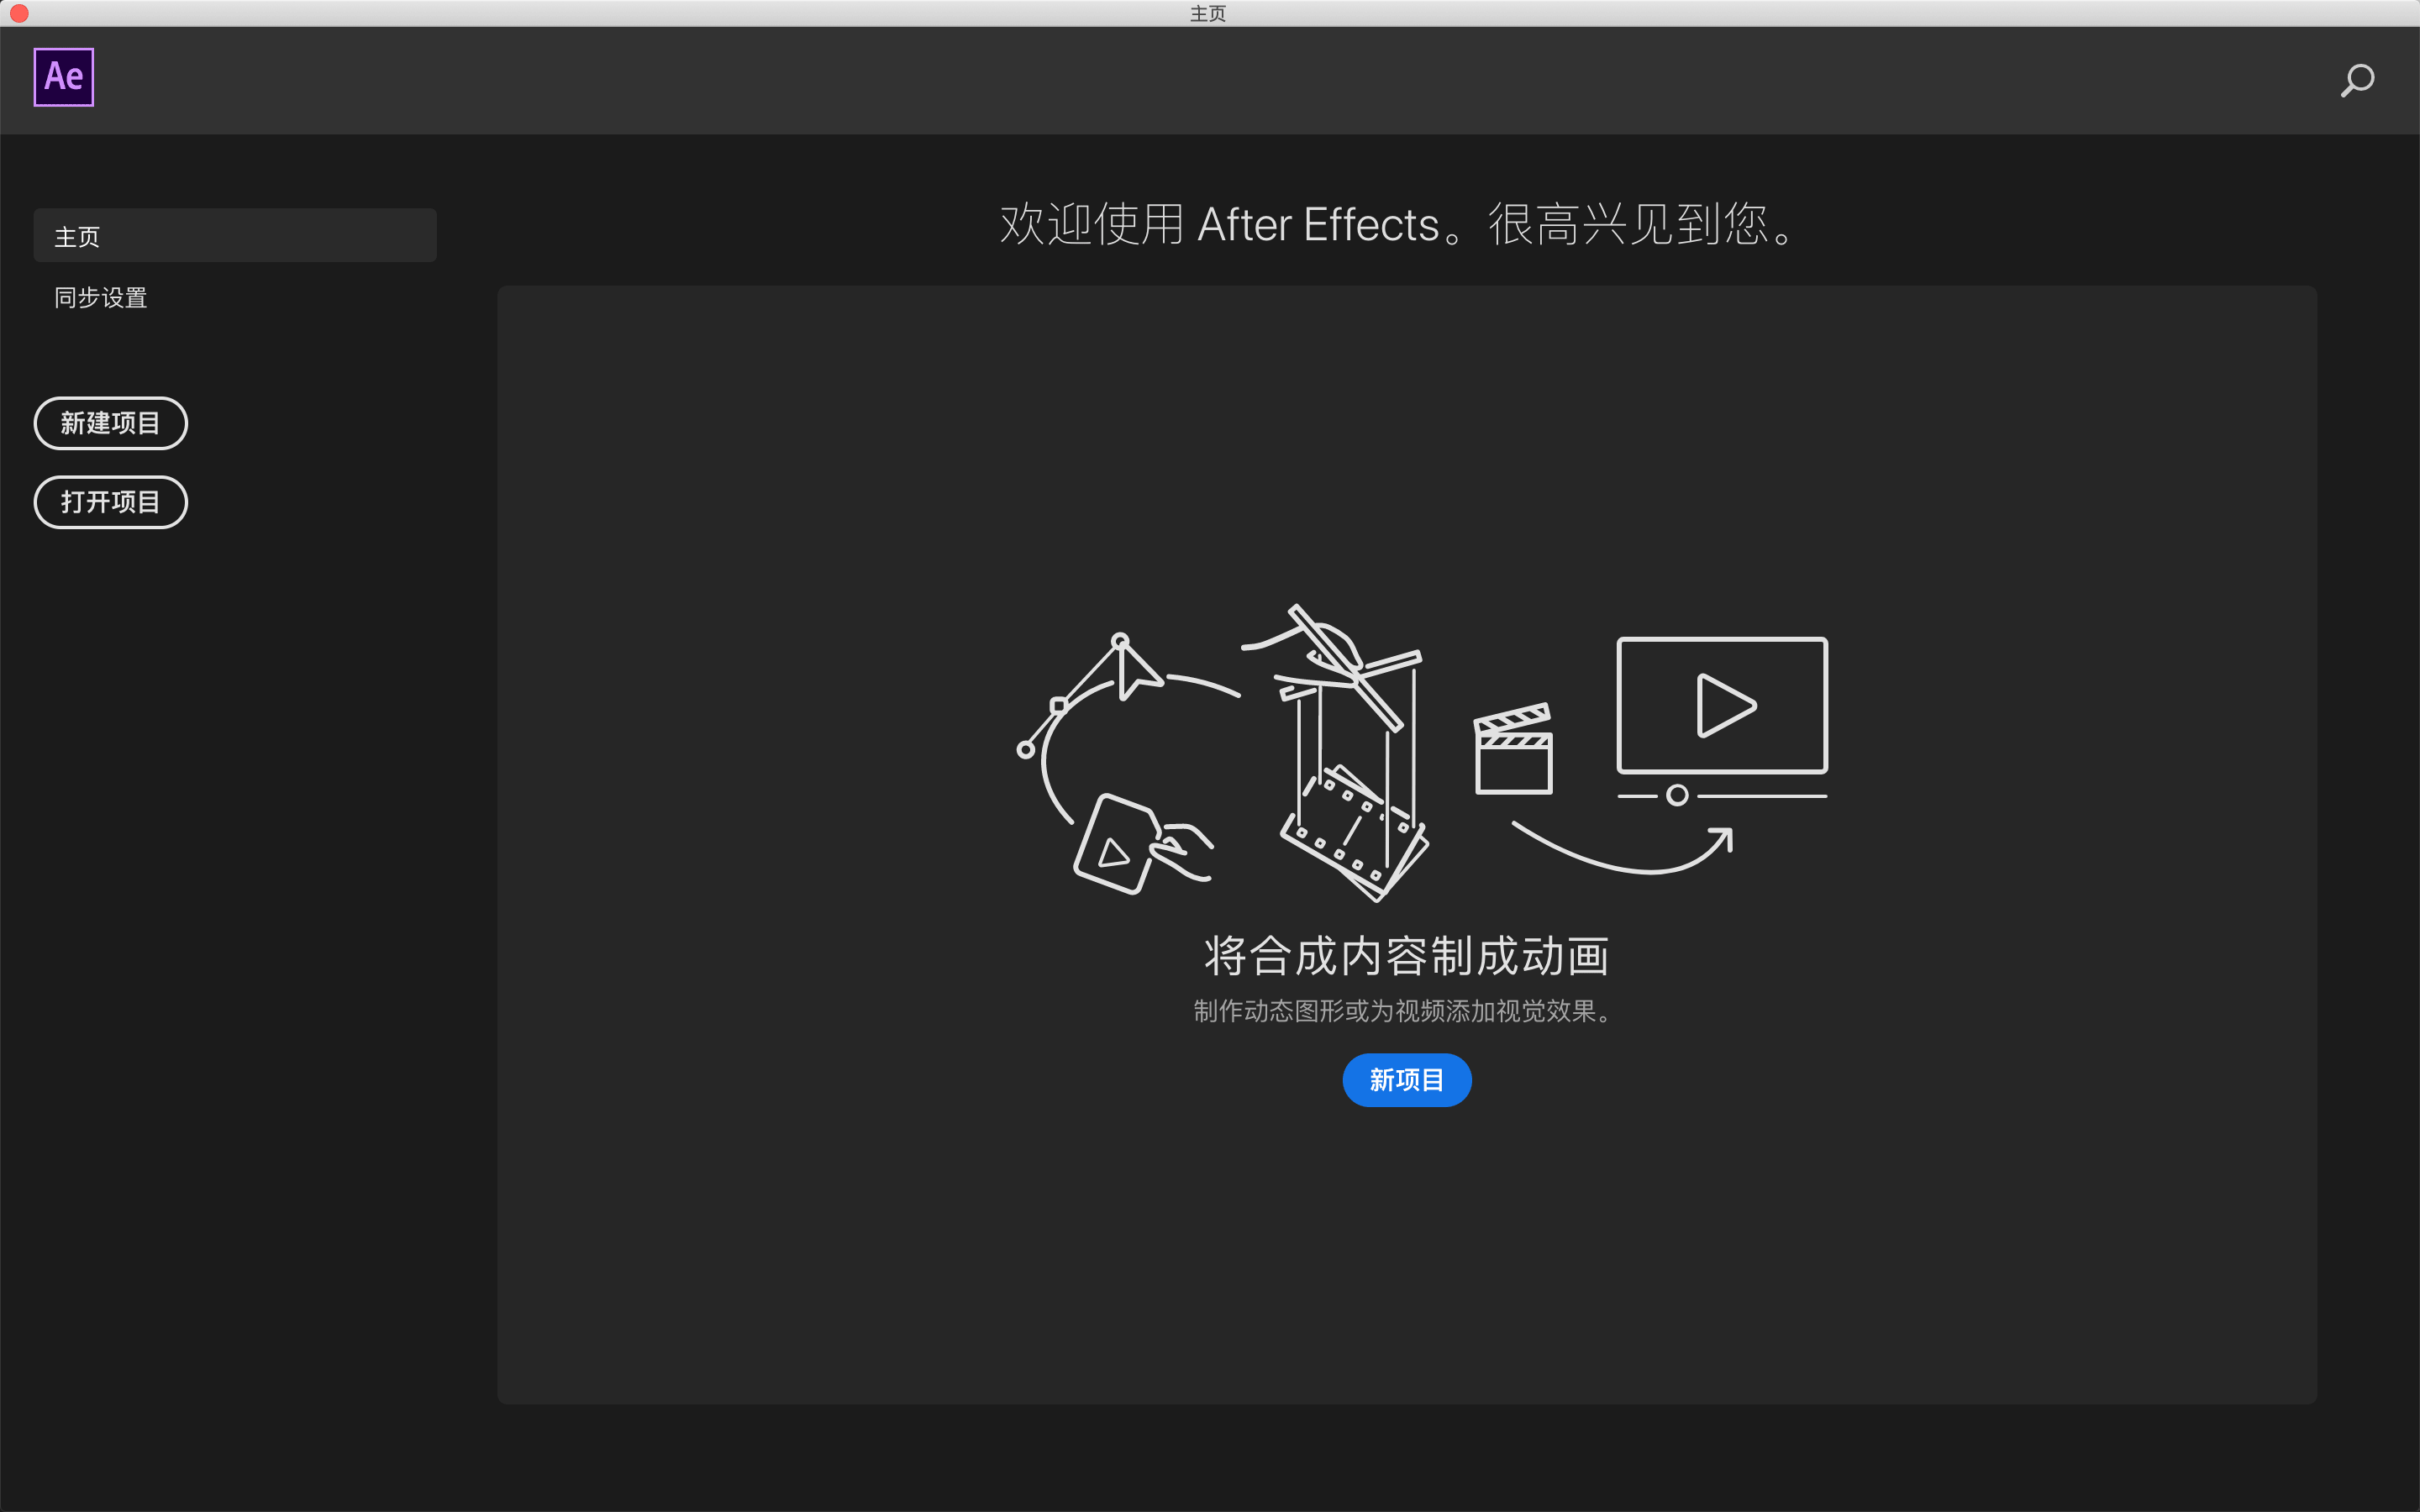 主页
Ae
主页
同步设置
新建项目
打开项目
欢迎使用 After Effects。很高兴见到您。
将合成内容制成动画
制作动态图形或为视频添加视觉效果。
新项目